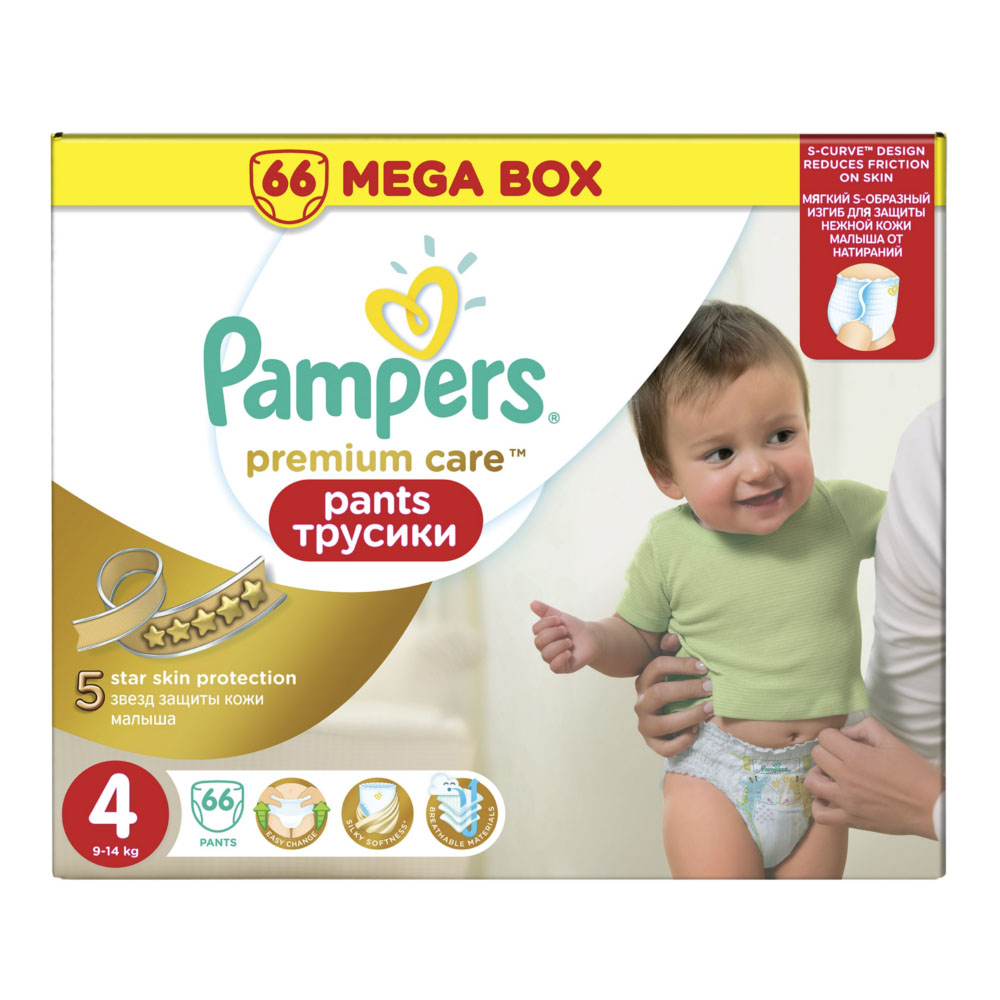 66 MEGA BOX
S-CURVE™ DESIGN
REDUCES FRICTION
ON SKIN
МЯГКИЙ S-ОБРАЗНЫЙ
ИЗГИБ ДЛЯ ЗАЩИТЫ
НЕЖНОЙ КОЖИ
МАЛЫША ОТ
НАТИРАНИЙ
Pampers®
premium care™
pants
трусики
5 star skin protection
звезд защиты кожи
малыша
4
9-14 kg
66
PANTS
EASY CHANGE
SILKY SOFTNESS*
BREATHABLE MATERIALS
Pampers